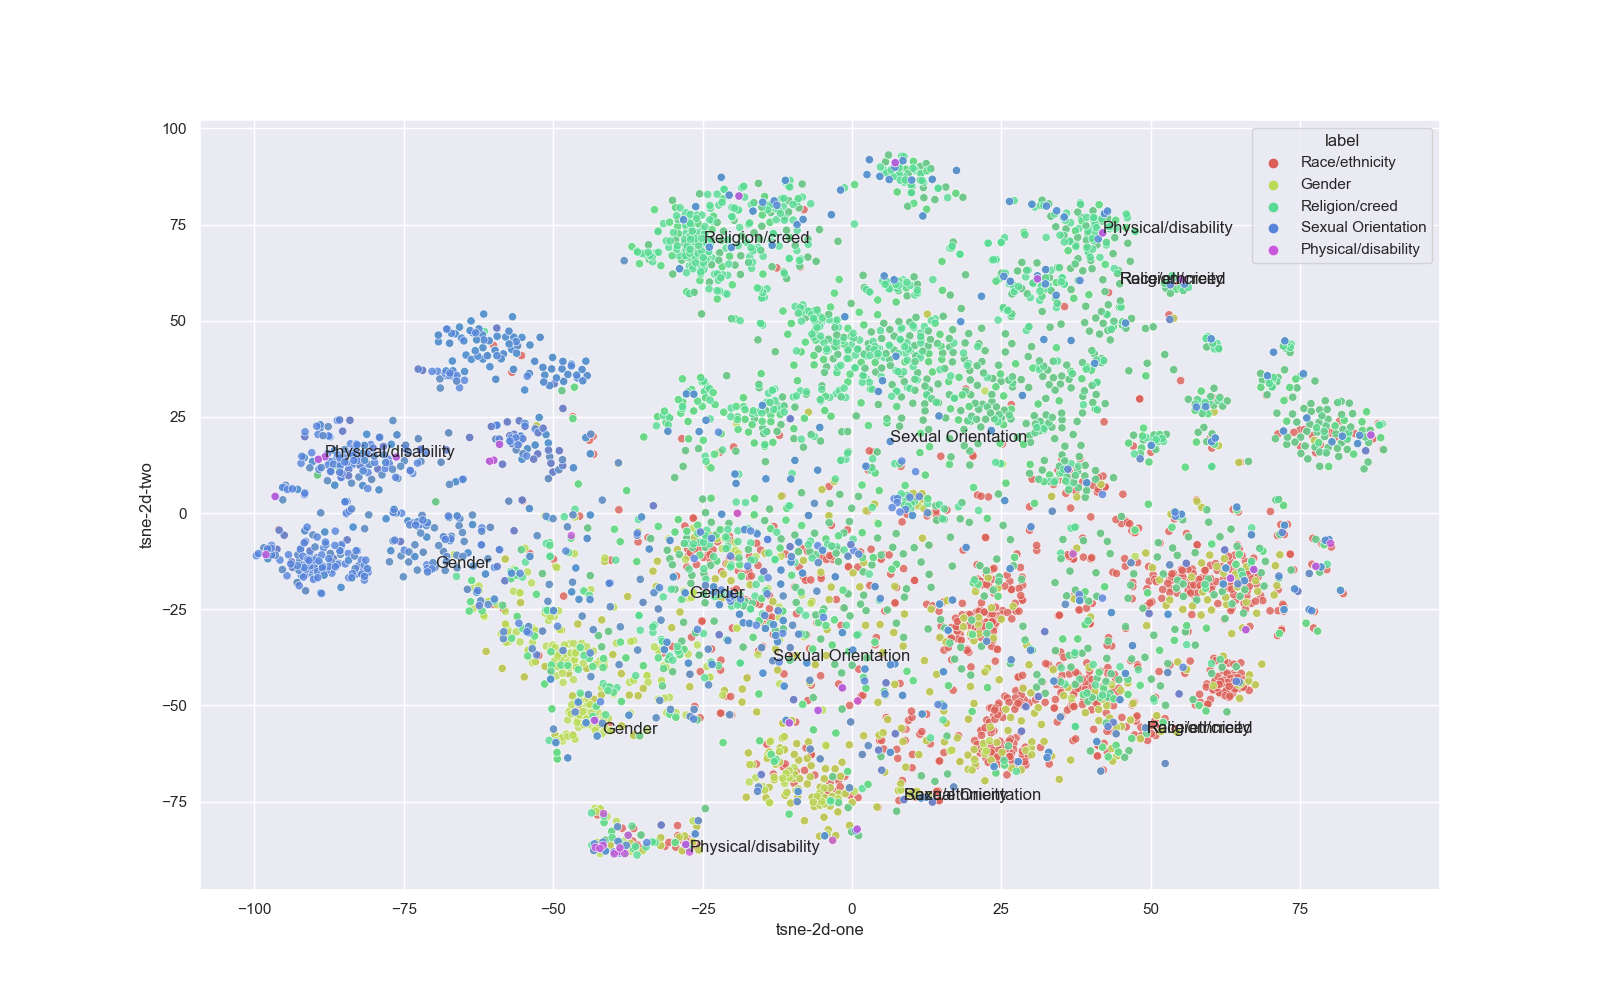 100
75
50
25
0
−25
−50
−75
tsne-2d-two
label
Race/ethnicity
Gender
Religion/creed
Sexual Orientation
Physical/disability
Physical/disability
Religion/creed
Sexual Orientation
Physical/disability
Gender
Gender
Sexual Orientation
Gender
Physical/disability
−100
−75
−50
−25
0
25
50
75
tsne-2d-one